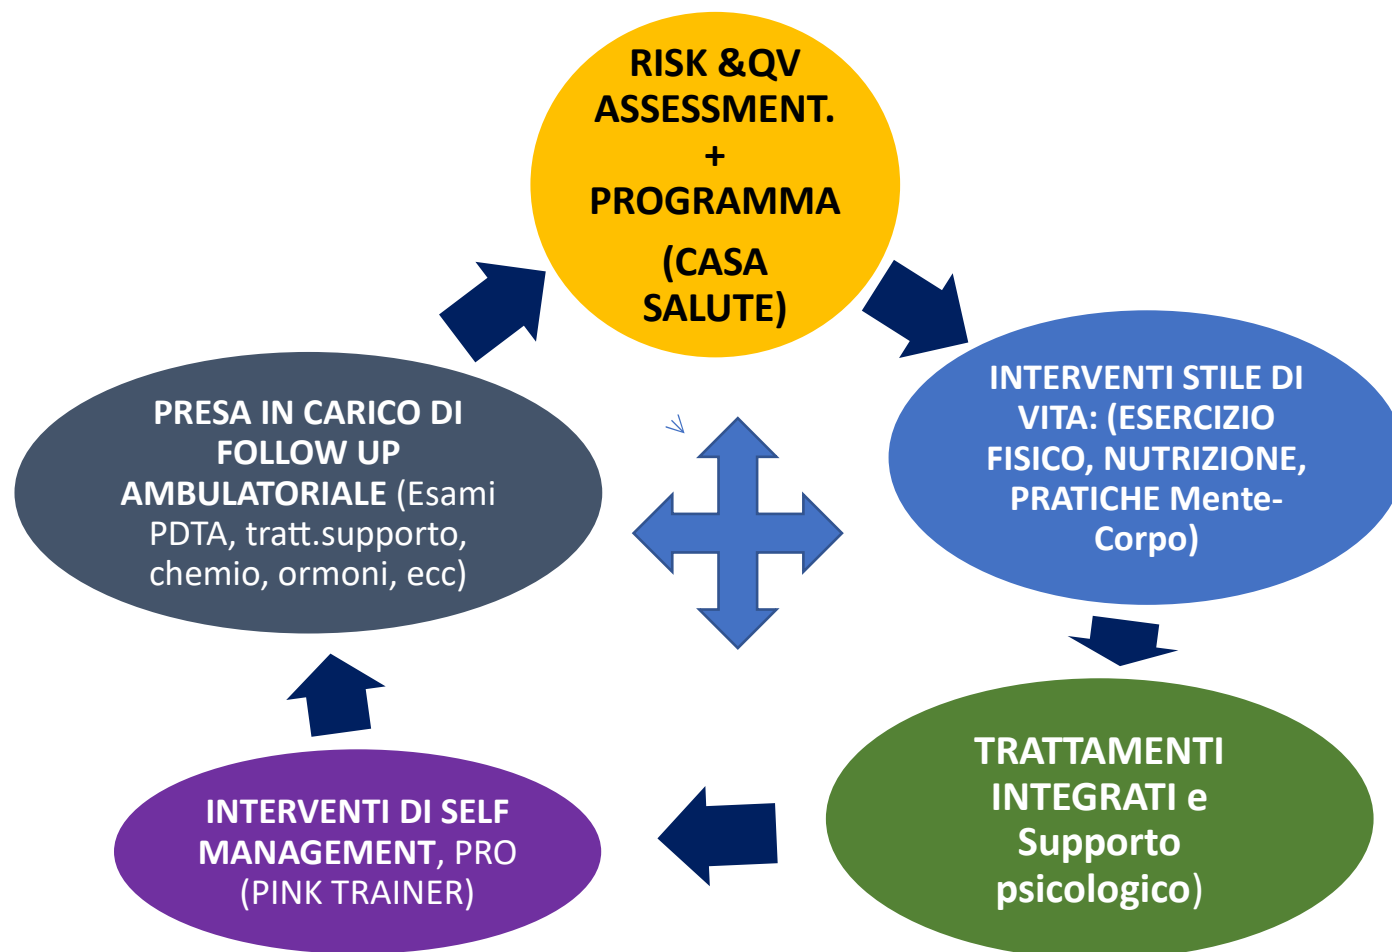 RISK &QV
ASSESSMENT.
+
PROGRAMMA
(CASA
SALUTE)
INTERVENTI STILE DI
VITA: (ESERCIZIO
FISICO, NUTRIZIONE,
PRATICHE Mente-
Corpo)
TRATTAMENTI
INTEGRATI e
Supporto
psicologico)
INTERVENTI DI SELF
MANAGEMENT, PRO
(PINK TRAINER)
PRESA IN CARICO DI
FOLLOW UP
AMBULATORIALE (Esami
PDTA, tratt.supporto,
chemio, ormoni, ecc)